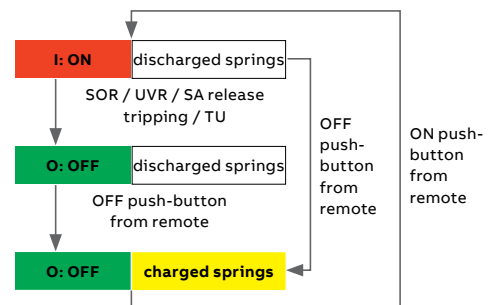 I: ON discharged springs
SOR / UVR / SA release
tripping / TU
OFF
push-
button
from
remote
ON push-
button
from
remote
O: OFF discharged springs
OFF push-button
from remote
O: OFF charged springs